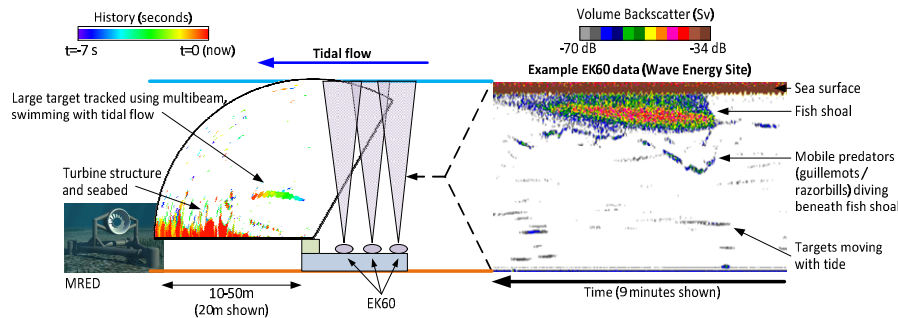 History (seconds)
t=-7 s
t=0 (now)
Tidal flow
Volume Backscatter (Sv)
-70 dB
-34 dB
Example EK60 data (Wave Energy Site)
Large target tracked using multibeam,
swimming with tidal flow
Turbine structure
and seabed
Sea surface
Fish shoal
Mobile predators
(guillemots/
razorbills) diving
beneath fish shoal
Targets moving
with tide
MRED
10-50m
(20m shown)
EK60
Time (9 minutes shown)